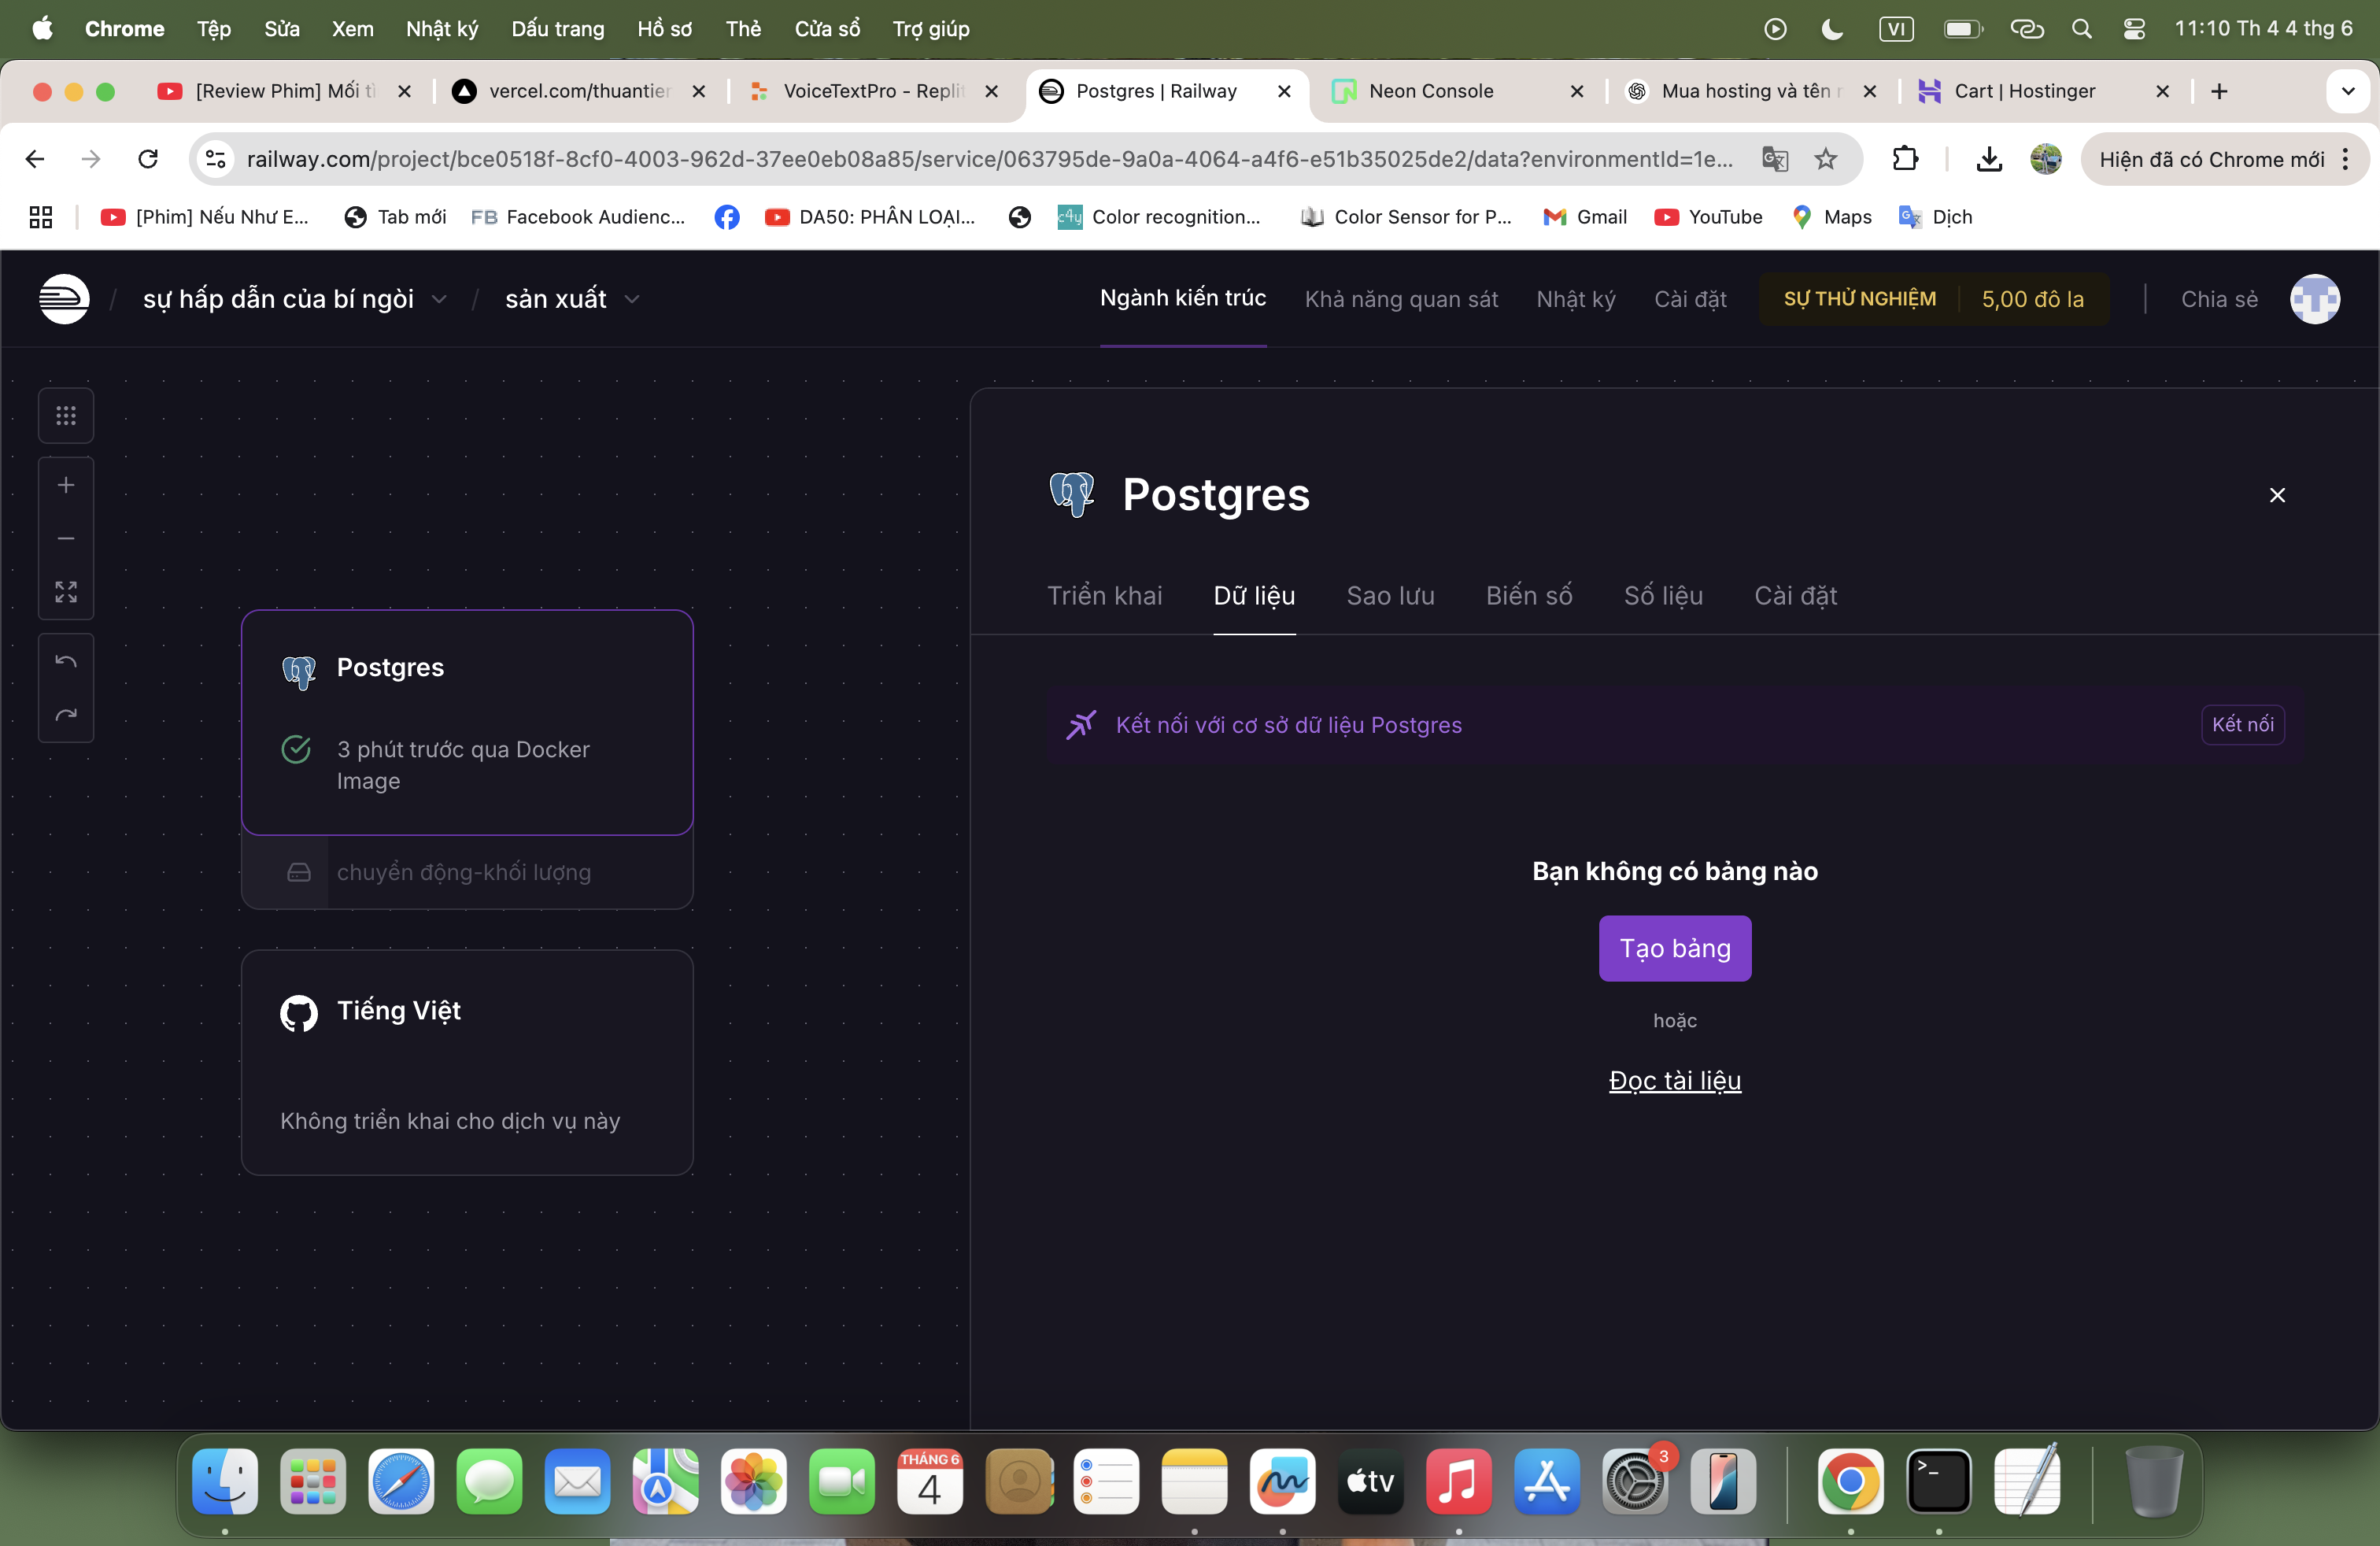 Chrome Tệp Sửa Xem Nhật ký Dấu trang Hồ sơ Thẻ Cửa sổ Trợ giúp VI 11:10 Th 4 4 thg 6
[Review Phim] Mối tì vercel.com/thuantien VoiceTextPro - Replit Postgres | Railway Neon Console Mua hosting và tên m Cart | Hostinger
railway.com/project/bce0518f-8cf0-4003-962d-37ee0eb08a85/service/063795de-9a0a-4064-a4f6-e51b35025de2/data?environmentId=1e... Hiện đã có Chrome mới
[Phim] Nếu Như E... Tab mới FB Facebook Audienc... DA50: PHÂN LOẠI... c4y Color recognition... Color Sensor for P... Gmail YouTube Maps Dịch
/ sự hấp dẫn của bí ngòi / sản xuất Ngành kiến trúc Khả năng quan sát Nhật ký Cài đặt SỰ THỬ NGHIỆM 5,00 đô la Chia sẻ
Postgres
Triển khai Dữ liệu Sao lưu Biến số Số liệu Cài đặt
Kết nối với cơ sở dữ liệu Postgres Kết nối
Bạn không có bảng nào
Tạo bảng
hoặc
Đọc tài liệu
Postgres
3 phút trước qua Docker
Image
chuyển động-khối lượng
Tiếng Việt
Không triển khai cho dịch vụ này
THÁNG 6
4
tv
3